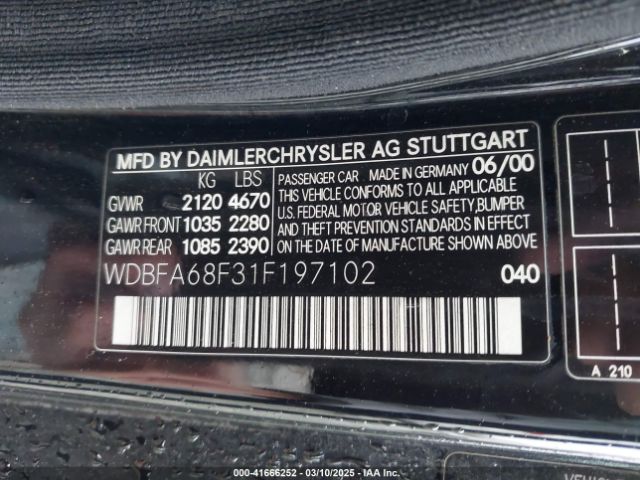 MFD BY DAIMLERCHRYSLER AG STUTTGART
KG LBS
GVWR 2120 4670
GAWR FRONT 1035 2280
GAWR REAR 1085 2390
PASSENGER CAR MADE IN GERMANY 06/00
THIS VEHICLE CONFORMS TO ALL APPLICABLE
U.S. FEDERAL MOTOR VEHICLE SAFETY, BUMPER
AND THEFT PREVENTION STANDARDS IN EFFECT
ON THE DATE OF MANUFACTURE SHOWN ABOVE.
WDBFA68F31F197102 040
A 210
000-41666252 — 03/10/2025 — IAA Inc.